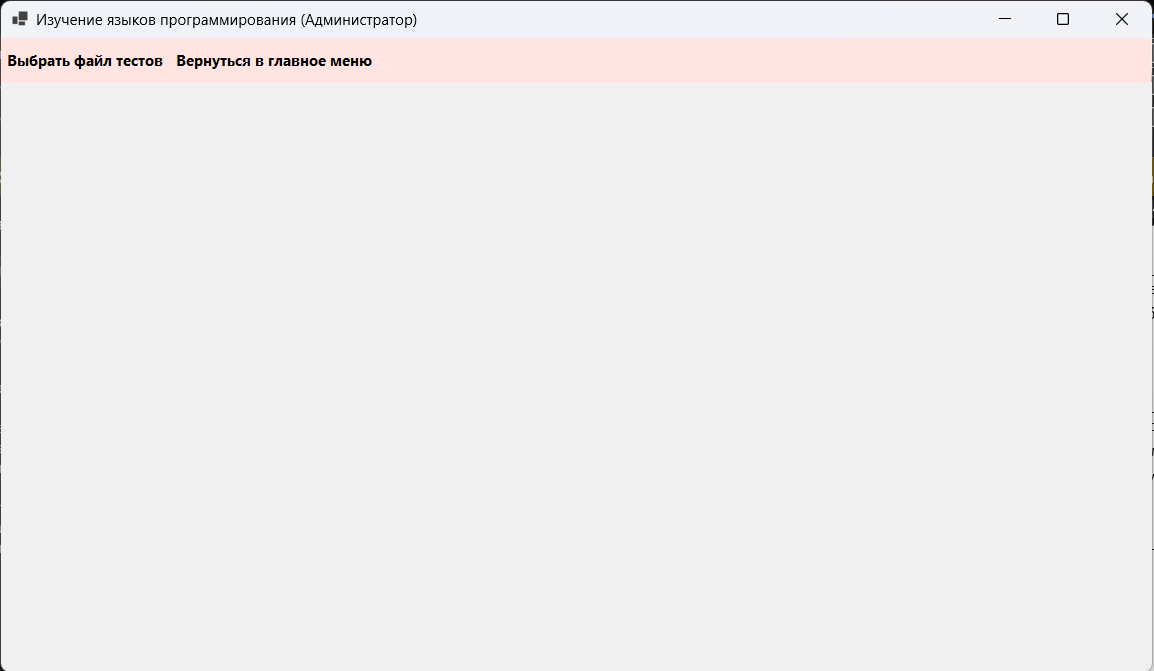 Изучение языков программирования (Администратор)
Выбрать файл тестов Вернуться в главное меню